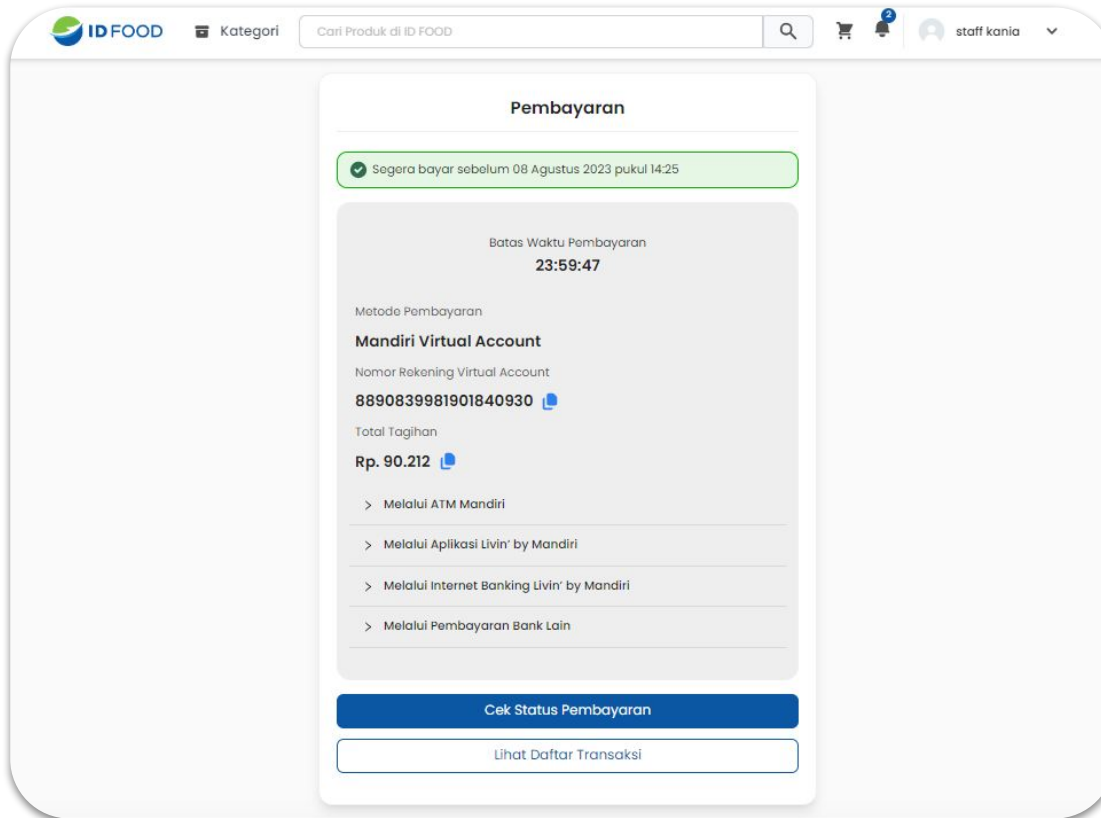 ID FOOD
Kategori
Cari Produk di ID FOOD
2
staff kania
Pembayaran
Segera bayar sebelum 08 Agustus 2023 pukul 14:25
Batas Waktu Pembayaran
23:59:47
Metode Pembayaran
Mandiri Virtual Account
Nomor Rekening Virtual Account
8890839981901840930
Total Tagihan
Rp. 90.212
Melalui ATM Mandiri
Melalui Aplikasi Livin' by Mandiri
Melalui Internet Banking Livin' by Mandiri
Melalui Pembayaran Bank Lain
Cek Status Pembayaran
Lihat Daftar Transaksi